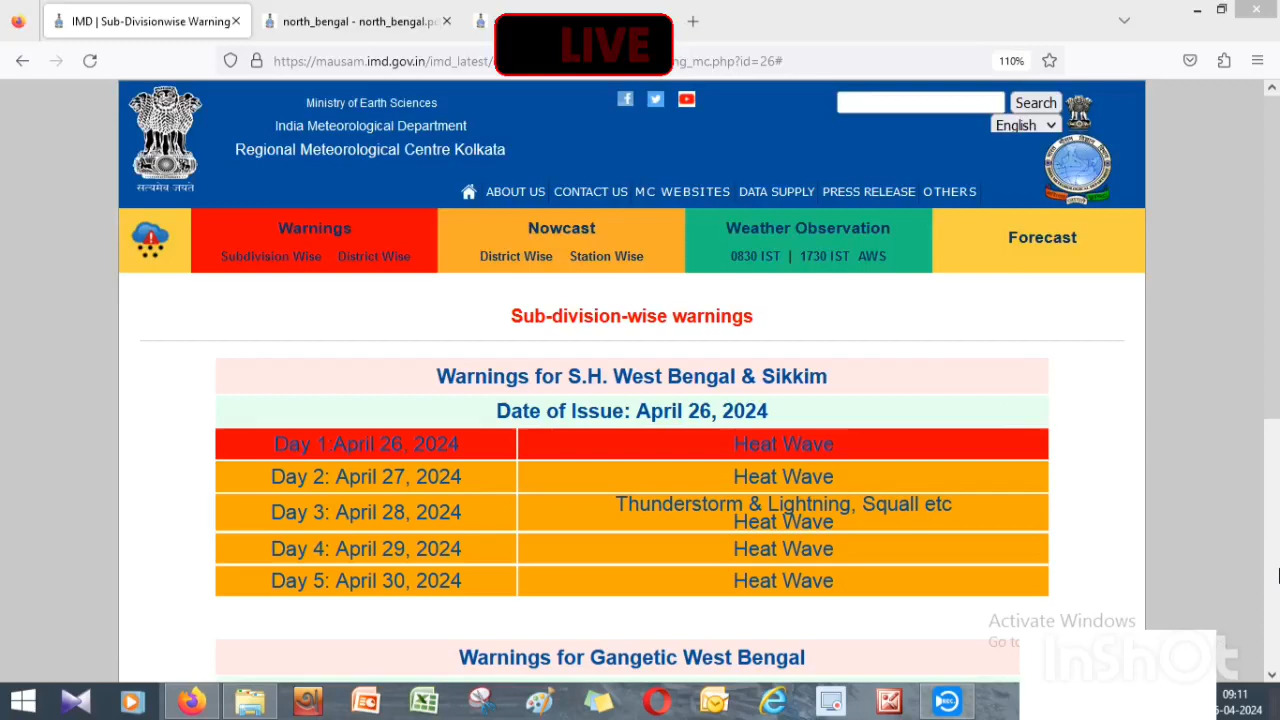 IMD | Sub-Divisionwise Warning
north_bengal - north_bengal.pd
LIVE
https://mausam.imd.gov.in/imd_latest/
ng_mc.php?id=26#
110%
Ministry of Earth Sciences
India Meteorological Department
Regional Meteorological Centre Kolkata
Search
English
सत्यमेव जयते
ABOUT US CONTACT US MC WEBSITES DATA SUPPLY PRESS RELEASE OTHERS
Warnings
Subdivision Wise District Wise
Nowcast
District Wise Station Wise
Weather Observation
0830 IST | 1730 IST AWS
Forecast
Sub-division-wise warnings
Warnings for S.H. West Bengal & Sikkim
Date of Issue: April 26, 2024
Day 1:April 26, 2024 Heat Wave
Day 2: April 27, 2024 Heat Wave
Day 3: April 28, 2024 Thunderstorm & Lightning, Squall etc
Heat Wave
Day 4: April 29, 2024 Heat Wave
Day 5: April 30, 2024 Heat Wave
Warnings for Gangetic West Bengal
Activate Windows
Go to
InShOt
REC
09:11
-04-2024